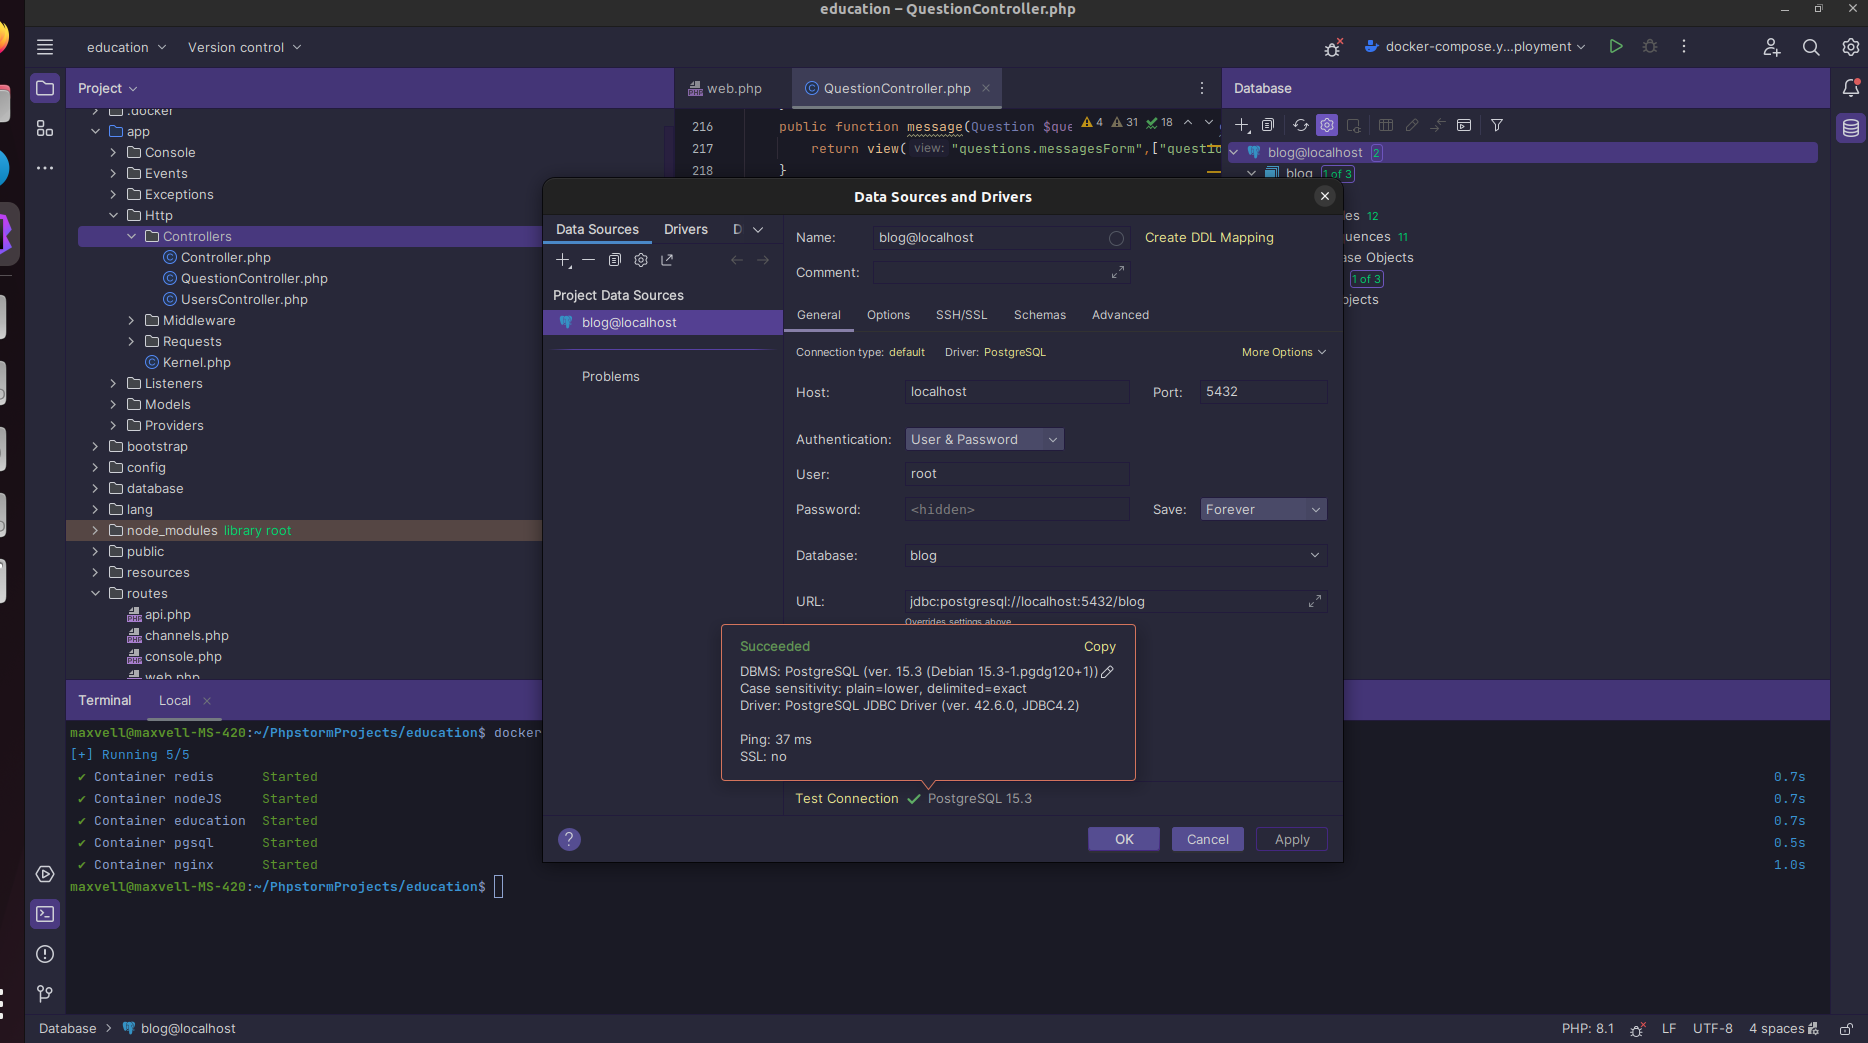 education – QuestionController.php
education
Version control
docker-compose.y...ployment
Project
.docker
app
Console
Events
Exceptions
Http
Controllers
Controller.php
QuestionController.php
UsersController.php
Middleware
Requests
Kernel.php
Listeners
Models
Providers
bootstrap
config
database
lang
node_modules library root
public
resources
routes
api.php
channels.php
console.php
web.php
web.php
QuestionController.php
216 public function message(Question $que
4 31 18
217 return view( view: "questions.messagesForm",["questio
218 }
Database
blog@localhost 2
blog 1 of 3
les 12
quences 11
ase Objects
1 of 3
bjects
Data Sources and Drivers
Data Sources Drivers D
Project Data Sources
blog@localhost
Problems
Name: blog@localhost Create DDL Mapping
Comment:
General Options SSH/SSL Schemas Advanced
Connection type: default Driver: PostgreSQL More Options
Host: localhost Port: 5432
Authentication: User & Password
User: root
Password: <hidden> Save: Forever
Database: blog
URL: jdbc:postgresql://localhost:5432/blog
Overrides settings above
Succeeded Copy
DBMS: PostgreSQL (ver. 15.3 (Debian 15.3-1.pgdg120+1))
Case sensitivity: plain=lower, delimited=exact
Driver: PostgreSQL JDBC Driver (ver. 42.6.0, JDBC4.2)
Ping: 37 ms
SSL: no
Test Connection PostgreSQL 15.3
? OK Cancel Apply
Terminal Local
maxvell@maxvell-MS-420:~/PhpstormProjects/education$ docker
[+] Running 5/5
✔ Container redis Started 0.7s
✔ Container nodeJS Started 0.7s
✔ Container education Started 0.7s
✔ Container pgsql Started 0.5s
✔ Container nginx Started 1.0s
maxvell@maxvell-MS-420:~/PhpstormProjects/education$
Database > blog@localhost
PHP: 8.1 LF UTF-8 4 spaces